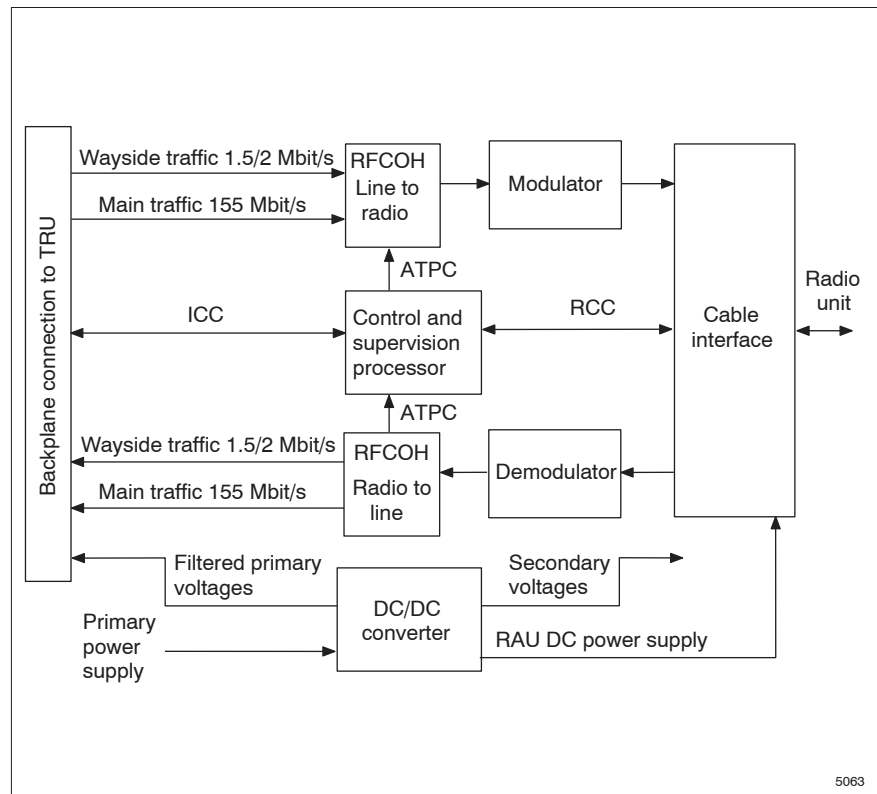 Backplane connection to TRU
Wayside traffic 1.5/2 Mbit/s
Main traffic 155 Mbit/s
RFCOH
Line to
radio
Modulator
ATPC
ICC
Control and
supervision
processor
RCC
Cable
interface
Radio
unit
ATPC
Wayside traffic 1.5/2 Mbit/s
Main traffic 155 Mbit/s
RFCOH
Radio to
line
Demodulator
Filtered primary
voltages
Secondary
voltages
DC/DC
converter
Primary
power
supply
RAU DC power supply
5063